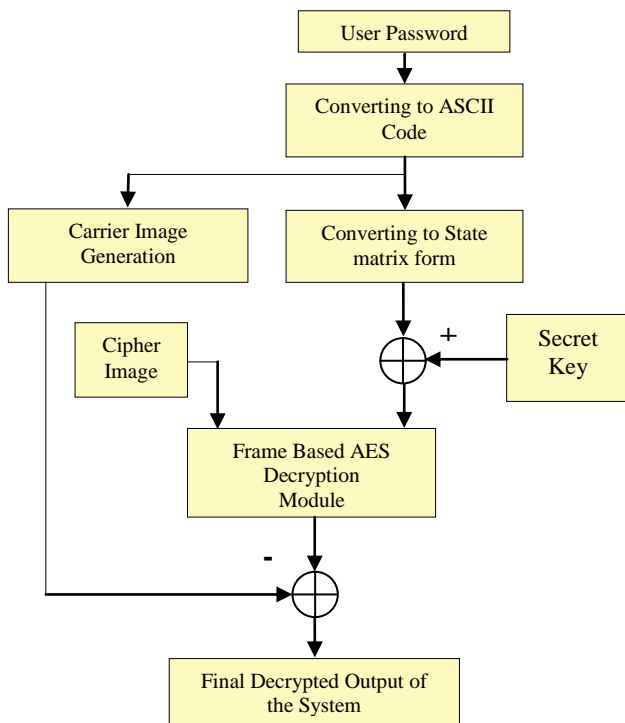 User Password
Converting to ASCII
Code
Carrier Image
Generation
Converting to State
matrix form
Cipher
Image
+
Secret
Key
Frame Based AES
Decryption
Module
-
Final Decrypted Output of
the System